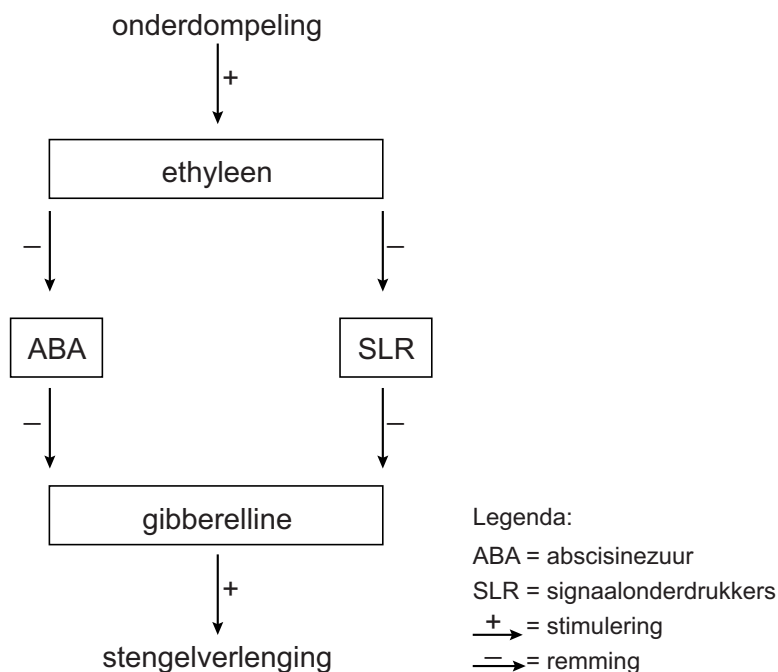 onderdompeling
+
ethyleen
– –
ABA SLR
– –
gibberelline
+
stengelverlenging
Legenda:
ABA = abscisinezuur
SLR = signaalonderdrukkers
+ = stimulering
– = remming